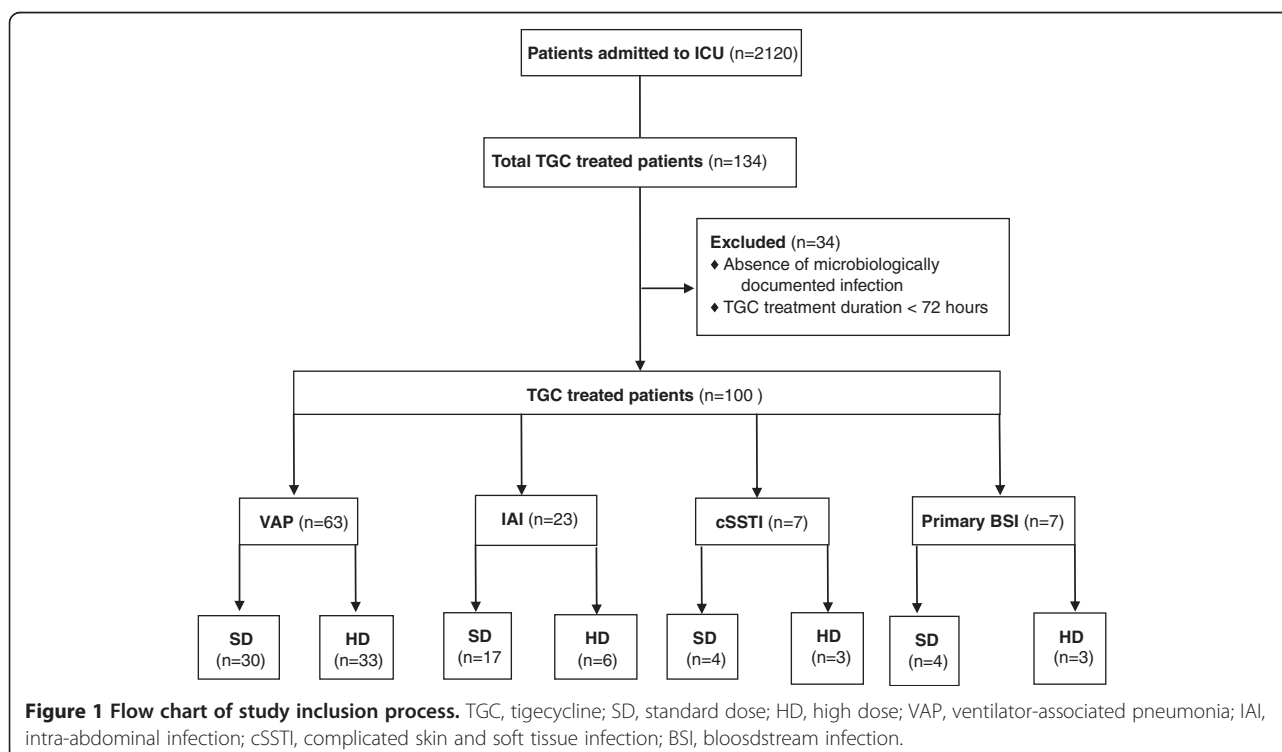 Patients admitted to ICU (n=2120)
Total TGC treated patients (n=134)
Excluded (n=34)
♦ Absence of microbiologically
documented infection
♦ TGC treatment duration < 72 hours
TGC treated patients (n=100 )
VAP (n=63)
IAI (n=23)
cSSTI (n=7)
Primary BSI (n=7)
SD
(n=30)
HD
(n=33)
SD
(n=17
HD
(n=6)
SD
(n=4)
HD
(n=3)
SD
(n=4)
HD
(n=3)
Figure 1 Flow chart of study inclusion process. TGC, tigecycline; SD, standard dose; HD, high dose; VAP, ventilator-associated pneumonia; IAI,
intra-abdominal infection; cSSTI, complicated skin and soft tissue infection; BSI, bloosdstream infection.